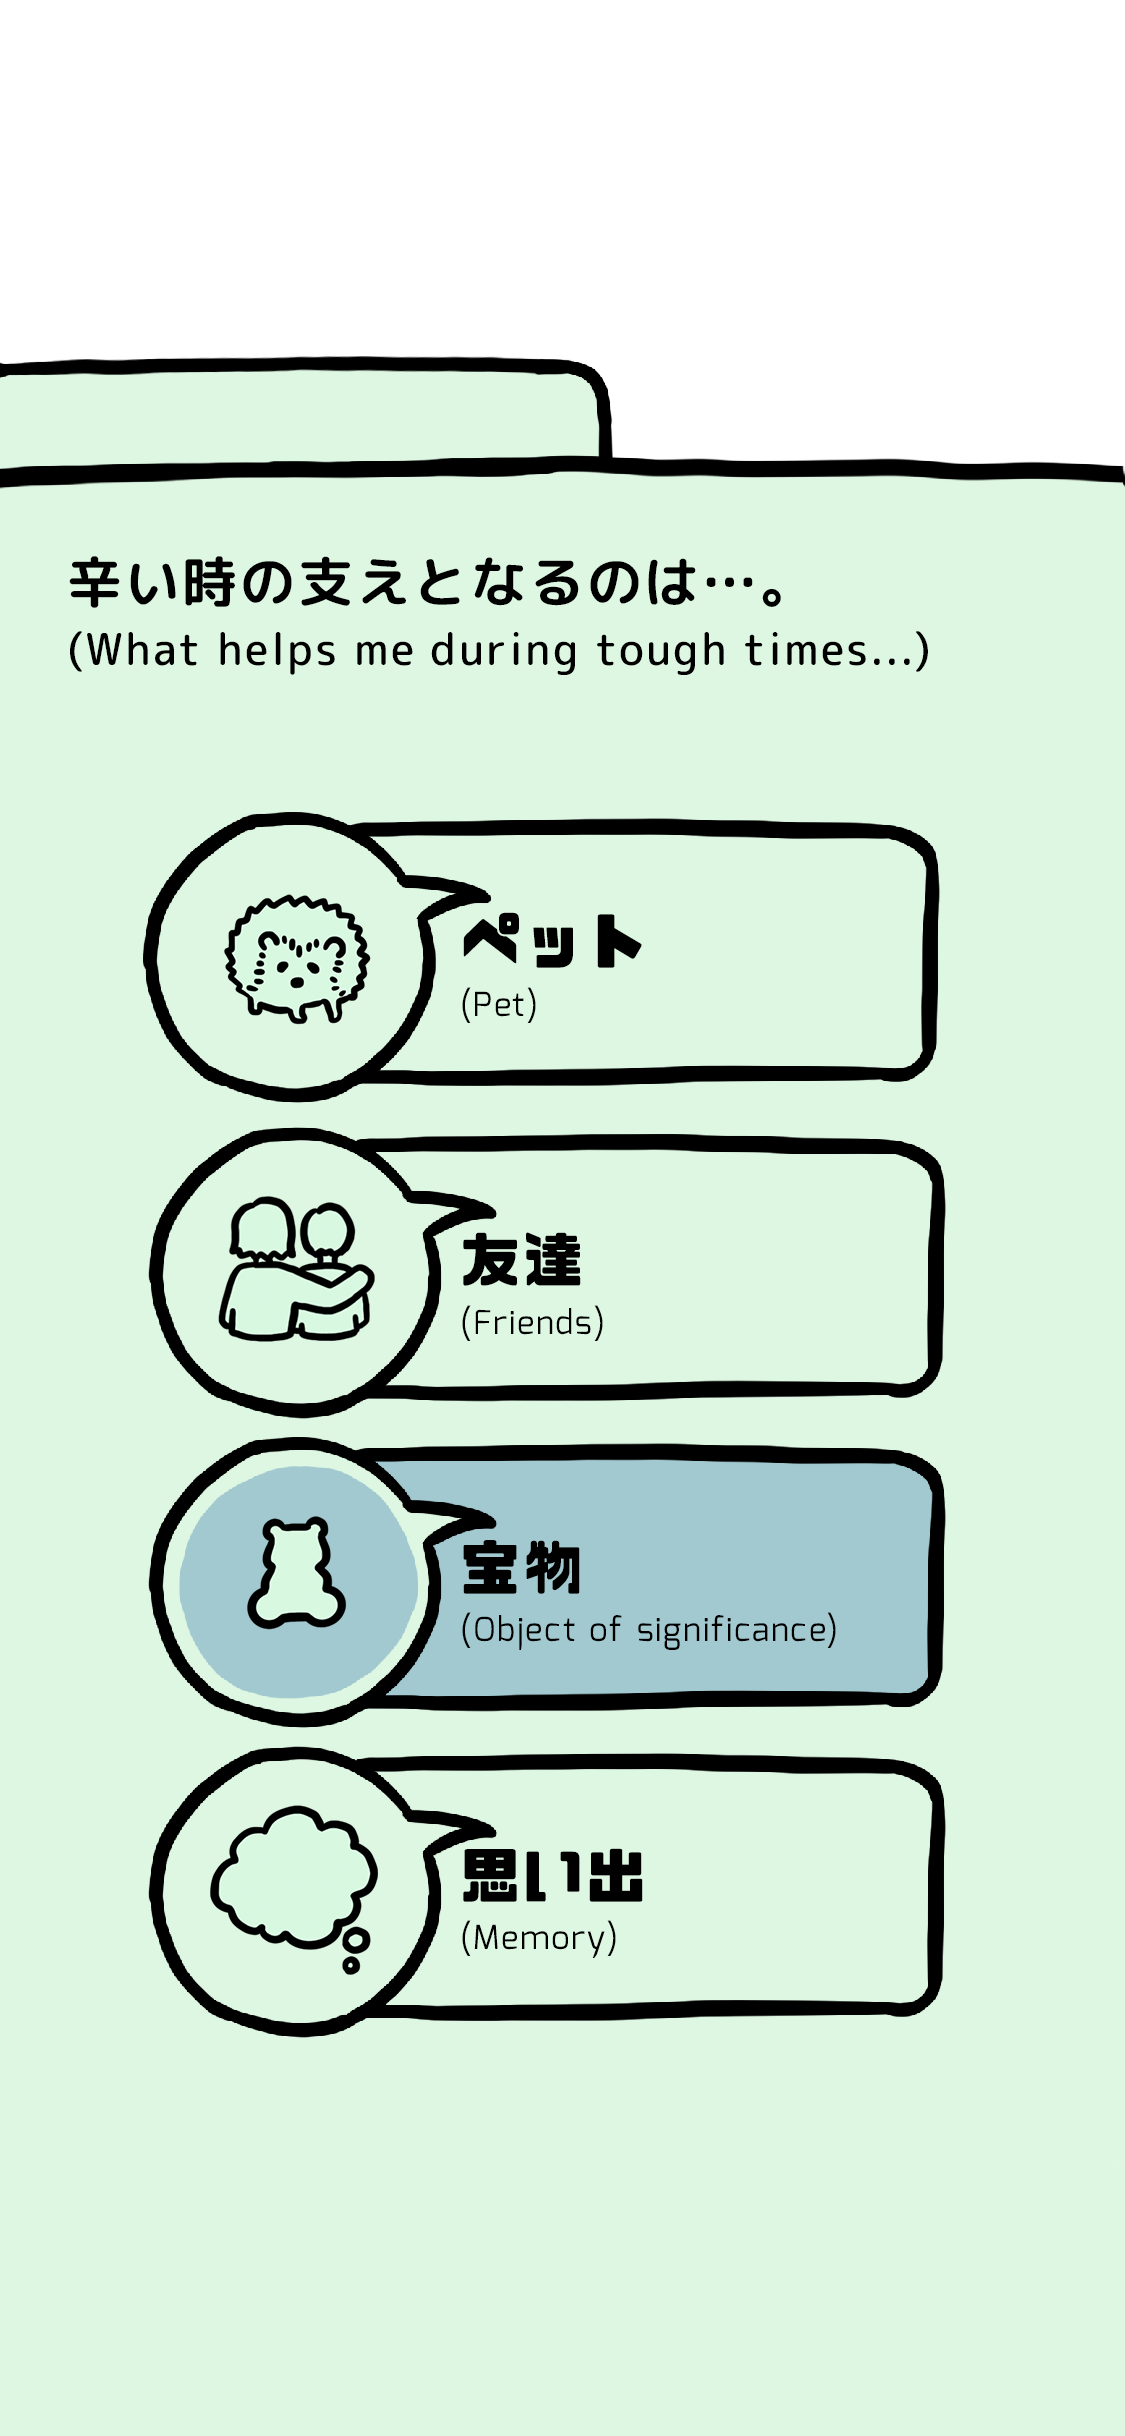 辛い時の支えとなるのは…。
(What helps me during tough times...)
ペット
(Pet)
友達
(Friends)
宝物
(Object of significance)
思い出
(Memory)